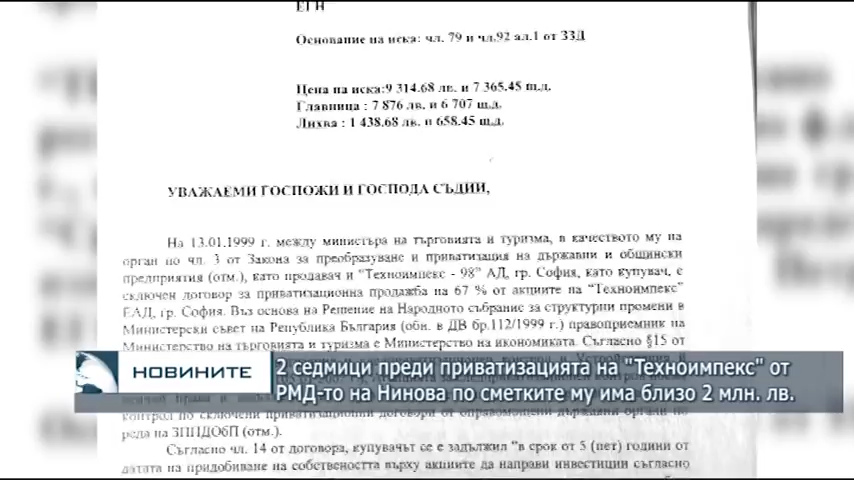 ЕГН
Основание на иска: чл. 79 и чл.92 ал.1 от ЗЗД
Цена на иска:9 314.68 лв. и 7 365.45 щ.д.
Главница : 7 876 лв. и 6 707 щ.д.
Лихва : 1 438.68 лв. и 658.45 щ.д.
УВАЖАЕМИ ГОСПОЖИ И ГОСПОДА СЪДИИ,
На 13.01.1999 г. между министъра на търговията и туризма, в качеството му на
орган по чл. 3 от Закона за преобразуване и приватизация на държавни и общински
предприятия (отм.), като продавач и "Техноимпекс - 98" АД, гр. София, като купувач, е
сключен договор за приватизационна продажба на 67 % от акциите на "Техноимпекс"
ЕАД, гр. София. Въз основа на Решение на Народното събрание за структурни промени в
Министерски съвет на Република България (обн. в ДВ бр.112/1999 г.) правоприемник на
Министерство на търговията и туризма е Министерство на икономиката. Съгласно §15 от
НОВИНИТЕ
2 седмици преди приватизацията на "Техноимпекс" от
РМД-то на Нинова по сметките му има близо 2 млн. лв.
контрол по сключени приватизационни договори от
реда на ЗППДОбП (отм.).
Съгласно чл. 14 от договора, купувачът се е задължил "в срок от 5 (пет) години от
датата на придобиване на собствеността върху акциите да направи инвестиции съгласно